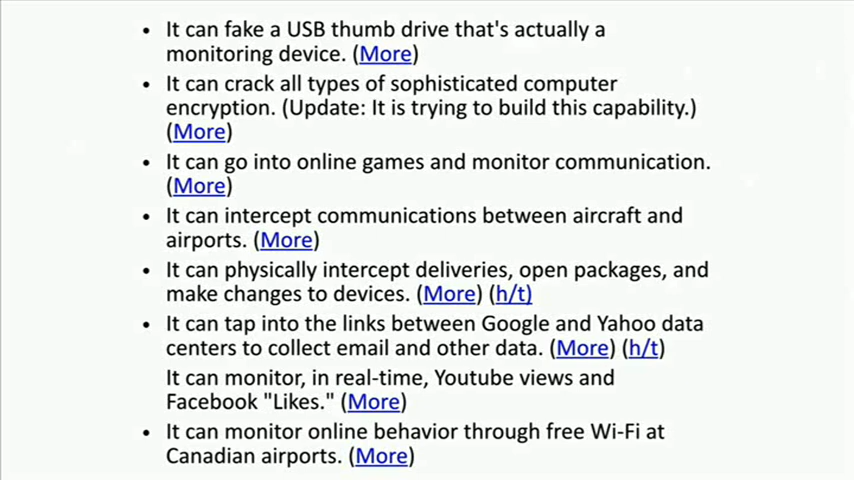 • It can fake a USB thumb drive that's actually a
monitoring device. (More)
• It can crack all types of sophisticated computer
encryption. (Update: It is trying to build this capability.)
(More)
• It can go into online games and monitor communication.
(More)
• It can intercept communications between aircraft and
airports. (More)
• It can physically intercept deliveries, open packages, and
make changes to devices. (More) (h/t)
• It can tap into the links between Google and Yahoo data
centers to collect email and other data. (More) (h/t)
It can monitor, in real-time, Youtube views and
Facebook "Likes." (More)
• It can monitor online behavior through free Wi-Fi at
Canadian airports. (More)